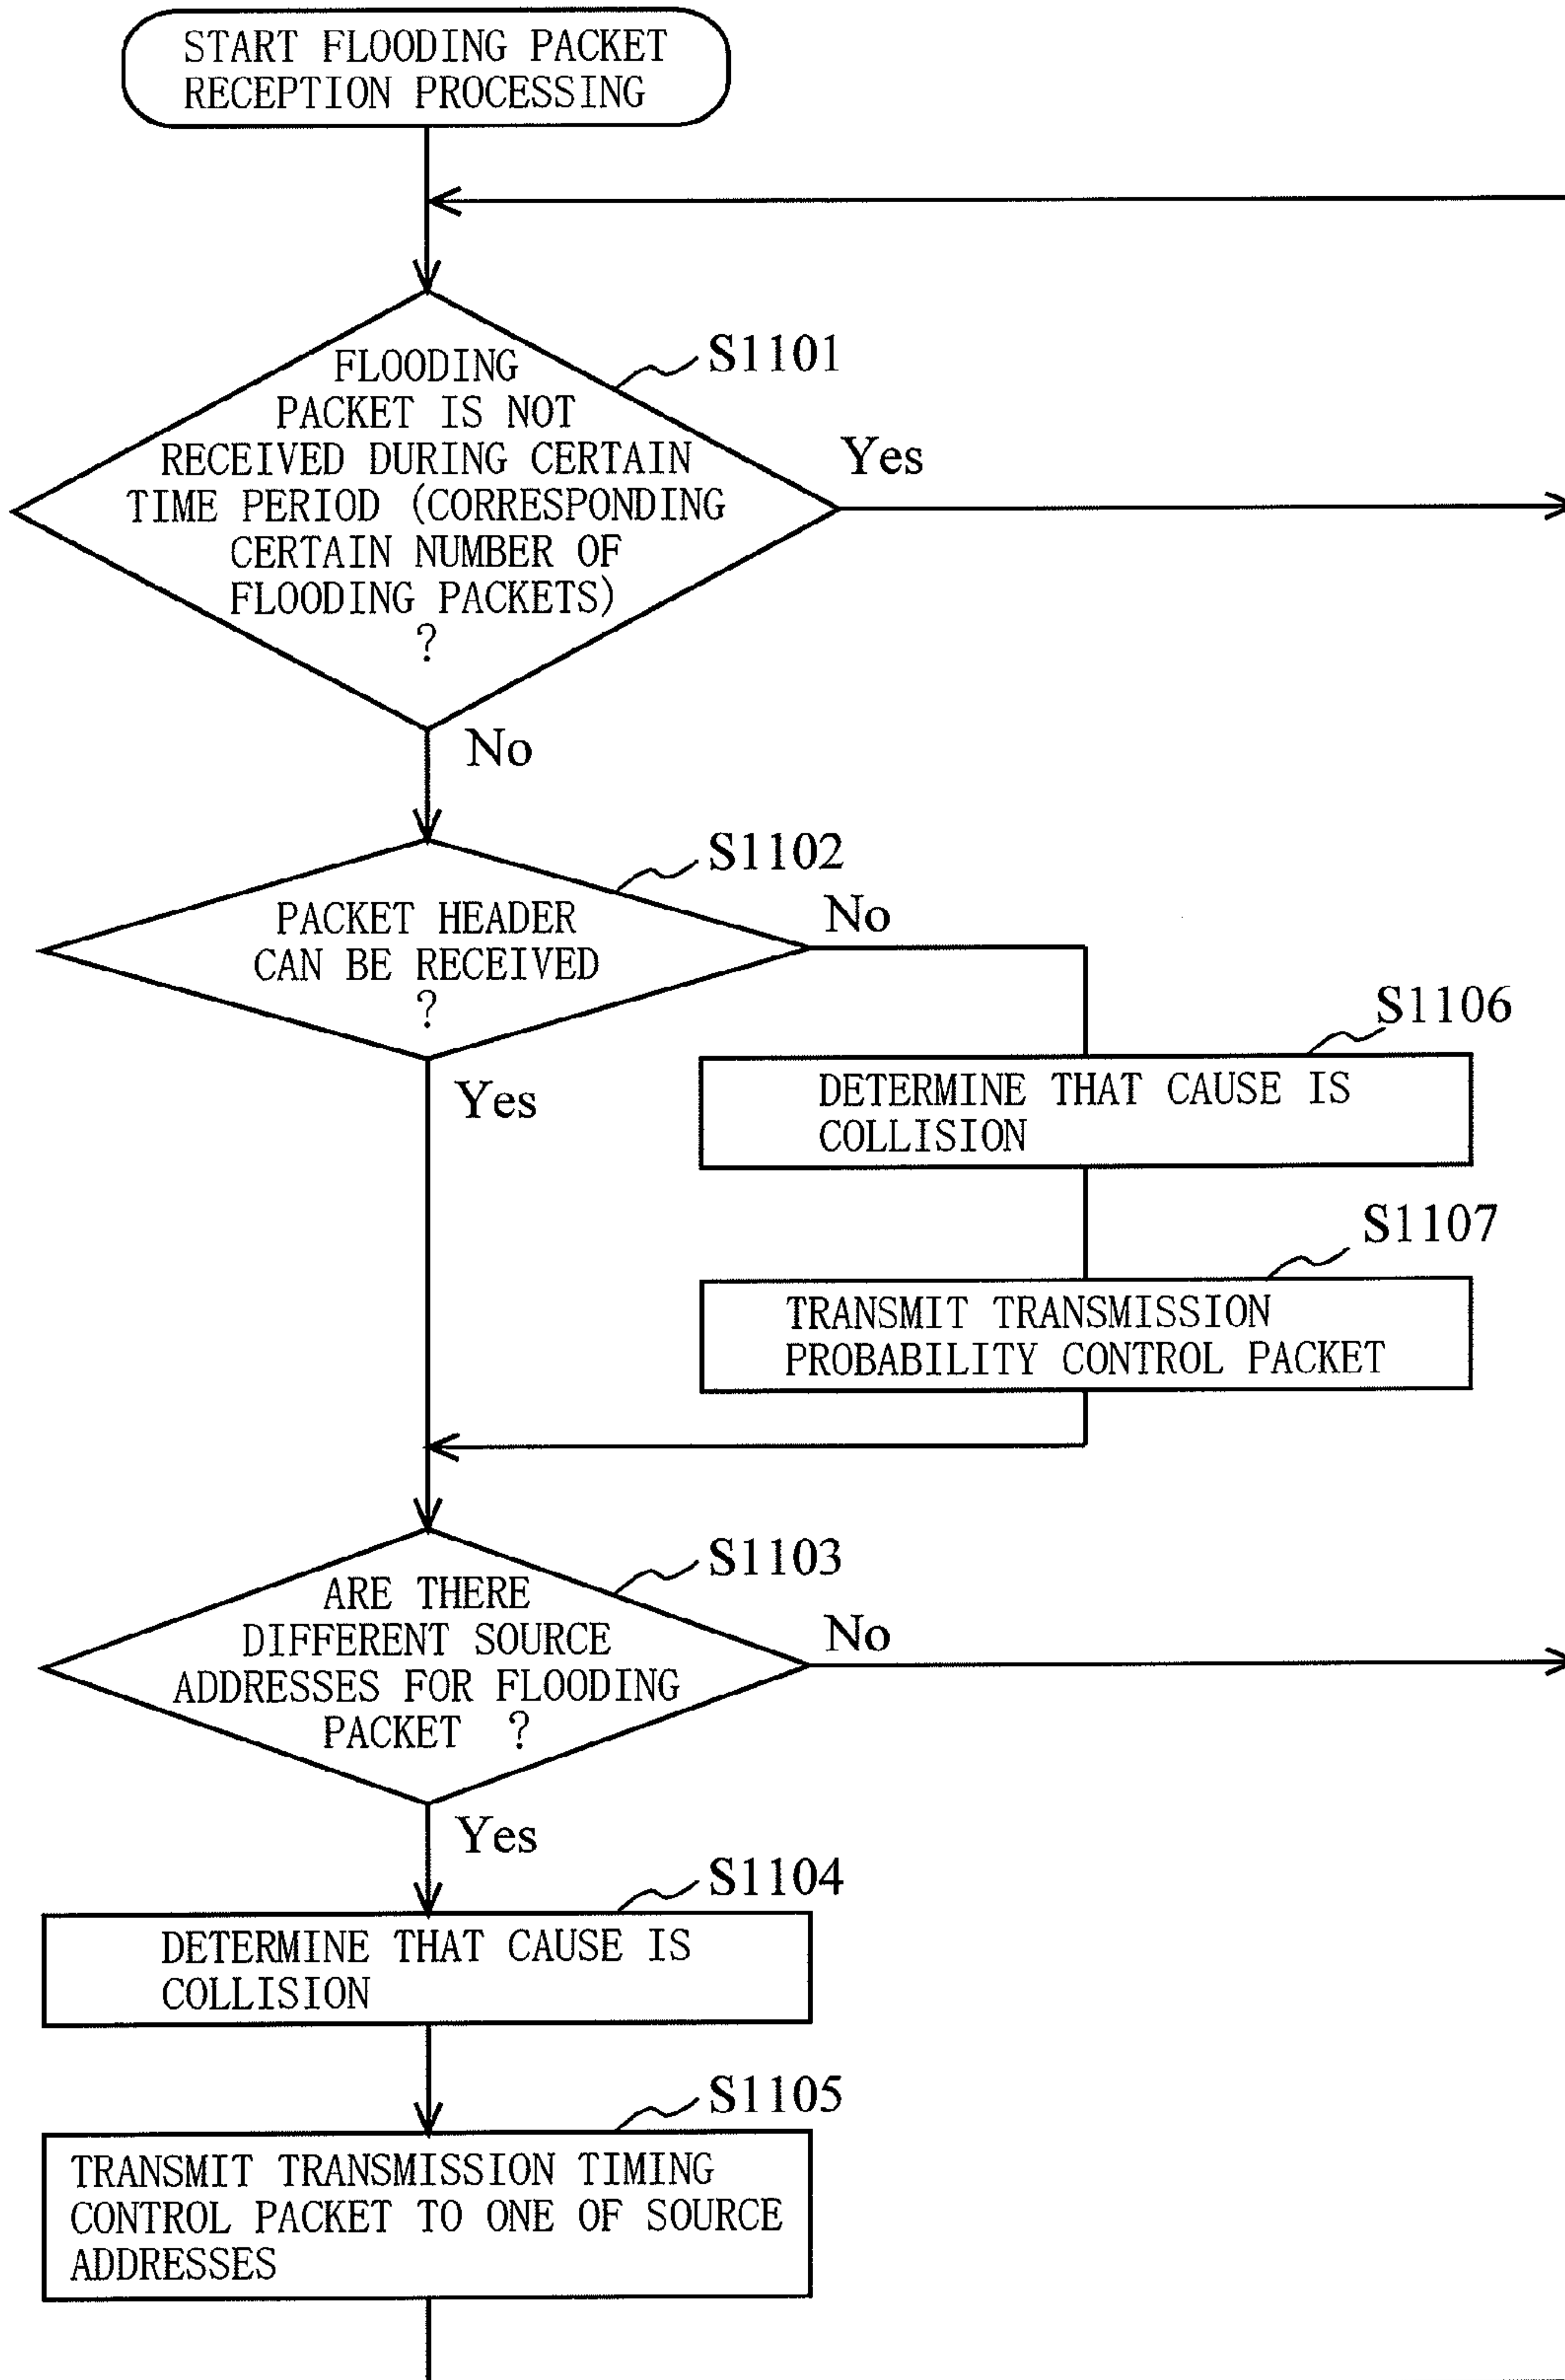 START FLOODING PACKET
RECEPTION PROCESSING
S1101
FLOODING
PACKET IS NOT
RECEIVED DURING CERTAIN
TIME PERIOD (CORRESPONDING
CERTAIN NUMBER OF
FLOODING PACKETS)
?
Yes
No
S1102
PACKET HEADER
CAN BE RECEIVED
?
No
Yes
S1106
DETERMINE THAT CAUSE IS
COLLISION
S1107
TRANSMIT TRANSMISSION
PROBABILITY CONTROL PACKET
S1103
ARE THERE
DIFFERENT SOURCE
ADDRESSES FOR FLOODING
PACKET ?
No
Yes
S1104
DETERMINE THAT CAUSE IS
COLLISION
S1105
TRANSMIT TRANSMISSION TIMING
CONTROL PACKET TO ONE OF SOURCE
ADDRESSES